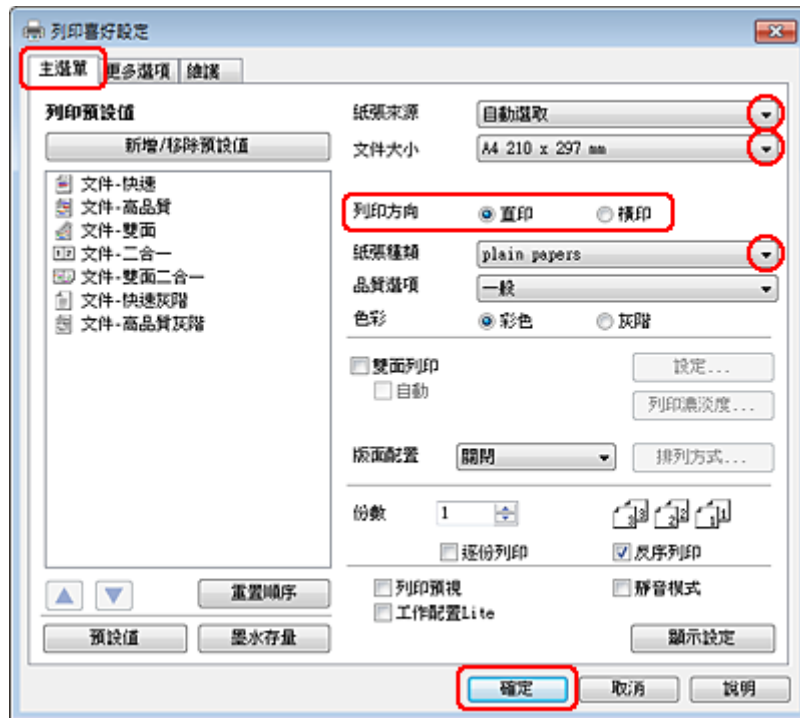 列印喜好設定
主選單 更多選項 維護
列印預設值
新增/移除預設值
文件-快速
文件-高品質
文件-雙面
文件-二合一
文件-雙面二合一
文件-快速灰階
文件-高品質灰階
重置順序
預設值 墨水存量
紙張來源 自動選取
文件大小 A4 210 x 297 mm
列印方向 直印 橫印
紙張種類 plain papers
品質選項 一般
色彩 彩色 灰階
雙面列印 設定...
自動
列印濃淡度...
版面配置 關閉 排列方式...
份數 1
逐份列印 反序列印
列印預視 靜音模式
工作配置Lite
顯示設定
確定 取消 說明